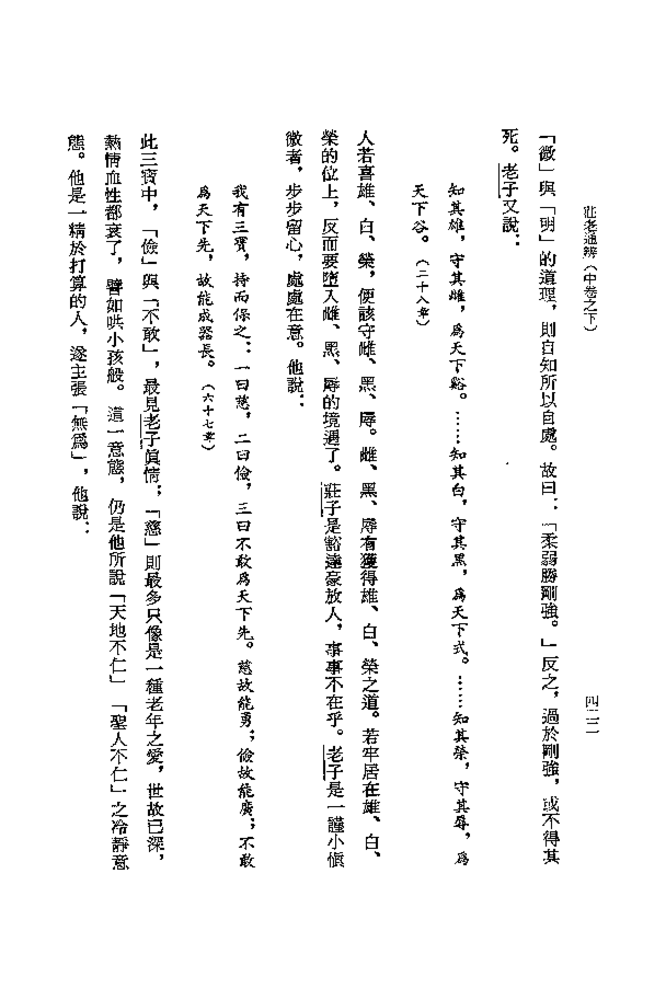 莊老通辨（中卷之下）
四二二
「微」與「明」的道理，則自知所以自處。故曰：「柔弱勝剛強。」反之，過於剛強，或不得其
死。老子又說：
知其雄，守其雌，爲天下谿。……知其白，守其黑，爲天下式。……知其榮，守其辱，爲
天下谷。（二十八章）
人若喜雄、白、榮，便該守雌、黑、辱。雌、黑、辱有獲得雄、白、榮之道。若牢居在雄、白、
榮的位上，反而要墮入雌、黑、辱的境遇了。莊子是豁達豪放人，事事不在乎。老子是一謹小慎
微者，步步留心，處處在意。他說：
我有三寶，持而保之：一曰慈，二曰儉，三曰不敢爲天下先。慈故能勇；儉故能廣；不敢
爲天下先，故能成器長。（六十七章）
此三寶中，「儉」與「不敢」，最見老子眞情；「慈」則最多只像是一種老年之愛，世故已深，
熱情血性都衰了，譬如哄小孩般。這一意態，仍是他所說「天地不仁」「聖人不仁」之冷靜意
態。他是一精於打算的人，遂主張「無爲」，他說：